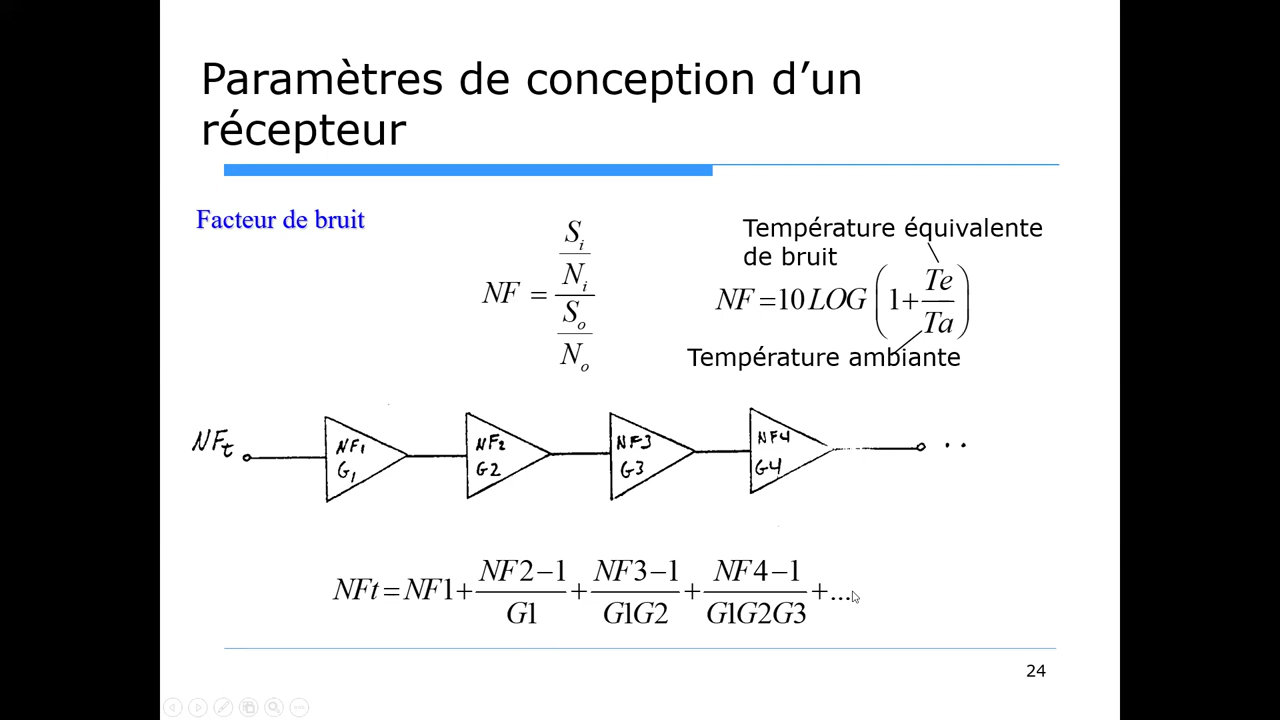 Paramètres de conception d’un
récepteur
Facteur de bruit
Température équivalente
de bruit
NF = (Si/Ni)/(So/No)
NF=10LOG(1+Te/Ta)
Température ambiante
NFt
NF1
G1
NF2
G2
NF3
G3
NF4
G4
..
NFt=NF1+(NF2−1)/G1+(NF3−1)/G1G2+(NF4−1)/G1G2G3+...
24